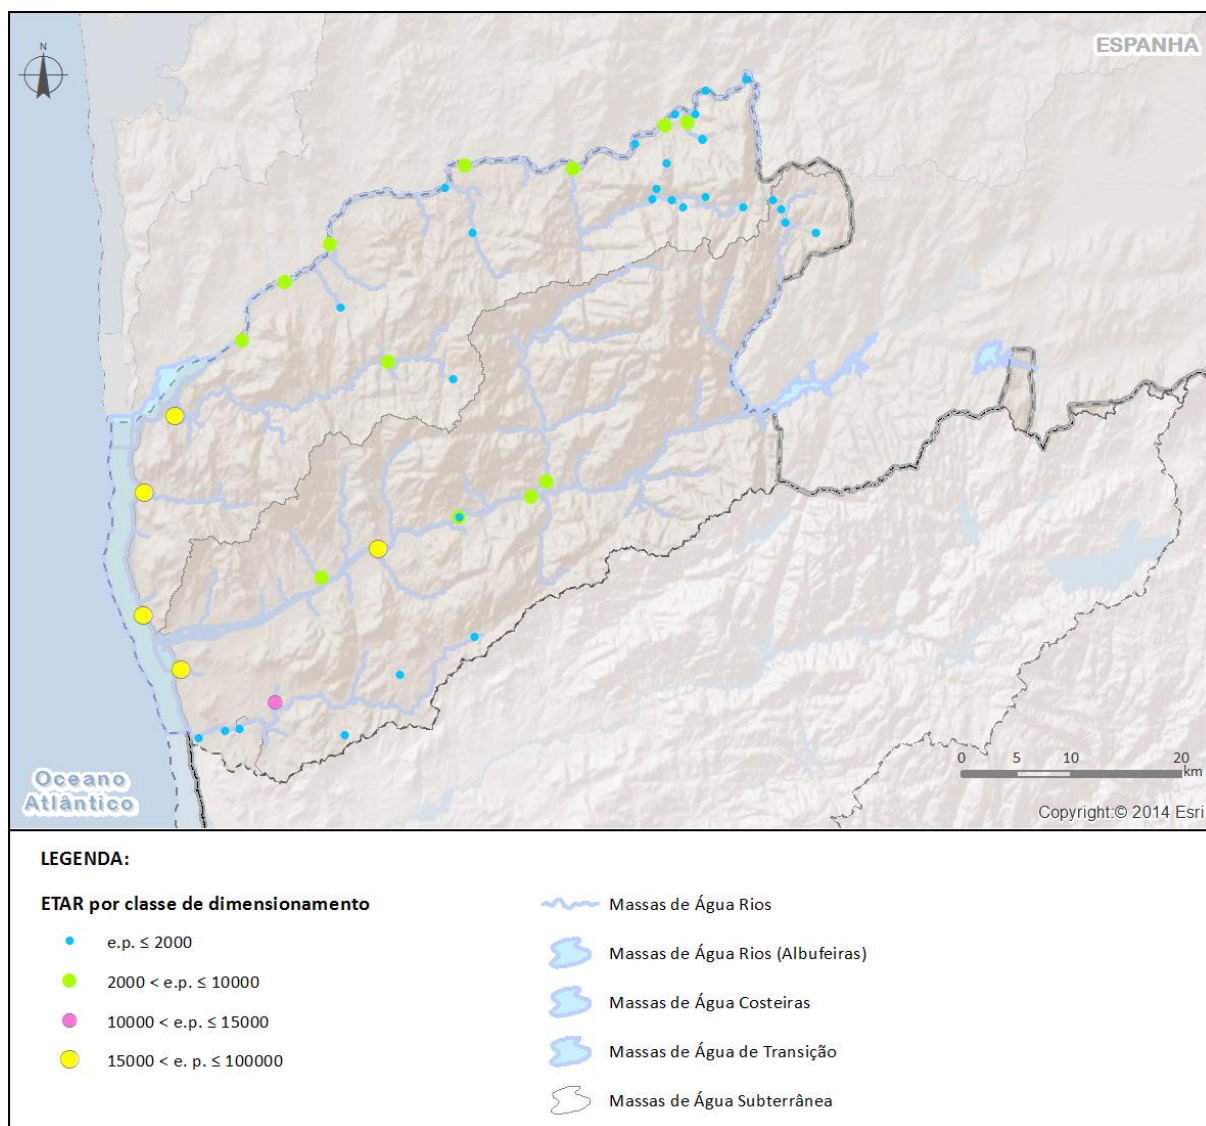 N
ESPANHA
Oceano
Atlântico
0 5 10 20
km
Copyright:© 2014 Esri
LEGENDA:
ETAR por classe de dimensionamento
e.p. ≤ 2000
2000 < e.p. ≤ 10000
10000 < e.p. ≤ 15000
15000 < e. p. ≤ 100000
Massas de Água Rios
Massas de Água Rios (Albufeiras)
Massas de Água Costeiras
Massas de Água de Transição
Massas de Água Subterrânea